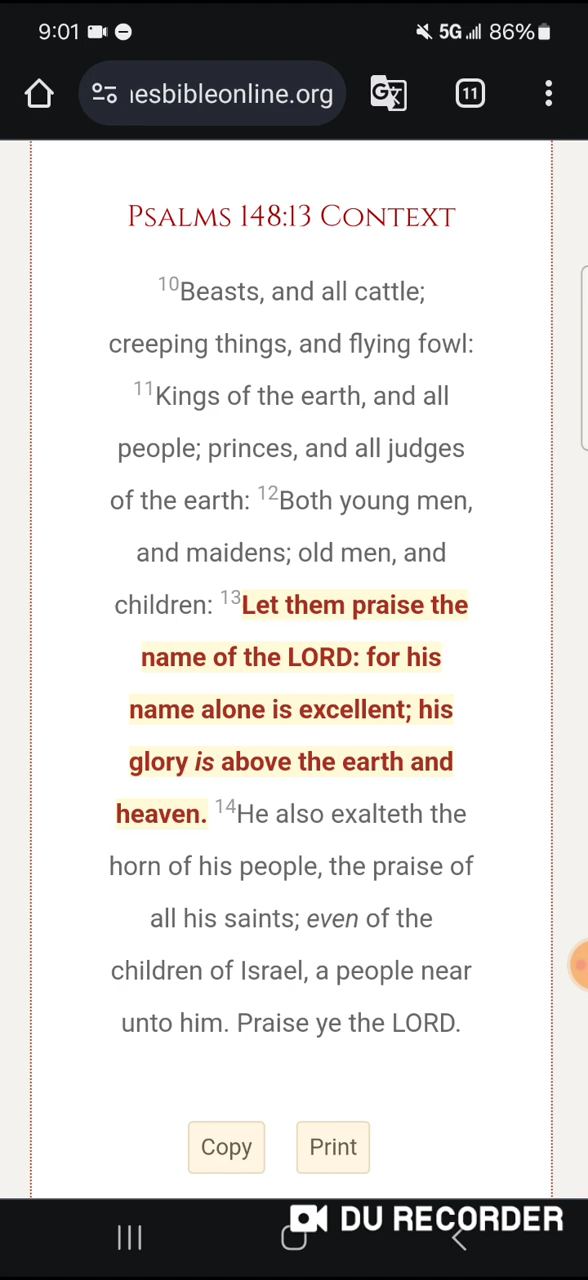 9:01
5G 86%
nesbibleonline.org
11
PSALMS 148:13 CONTEXT
10Beasts, and all cattle;
creeping things, and flying fowl:
11Kings of the earth, and all
people; princes, and all judges
of the earth: 12Both young men,
and maidens; old men, and
children: 13Let them praise the
name of the LORD: for his
name alone is excellent; his
glory is above the earth and
heaven. 14He also exalteth the
horn of his people, the praise of
all his saints; even of the
children of Israel, a people near
unto him. Praise ye the LORD.
Copy Print
DU RECORDER